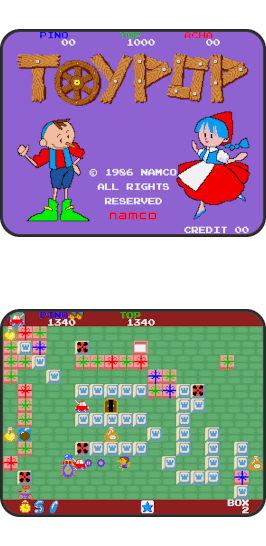 PINO TOP ACHA
00 1000 00
TOYPOP
© 1986 NAMCO
ALL RIGHTS
RESERVED
namco
CREDIT 00
PINO TOP
1340 1340
BOX
2